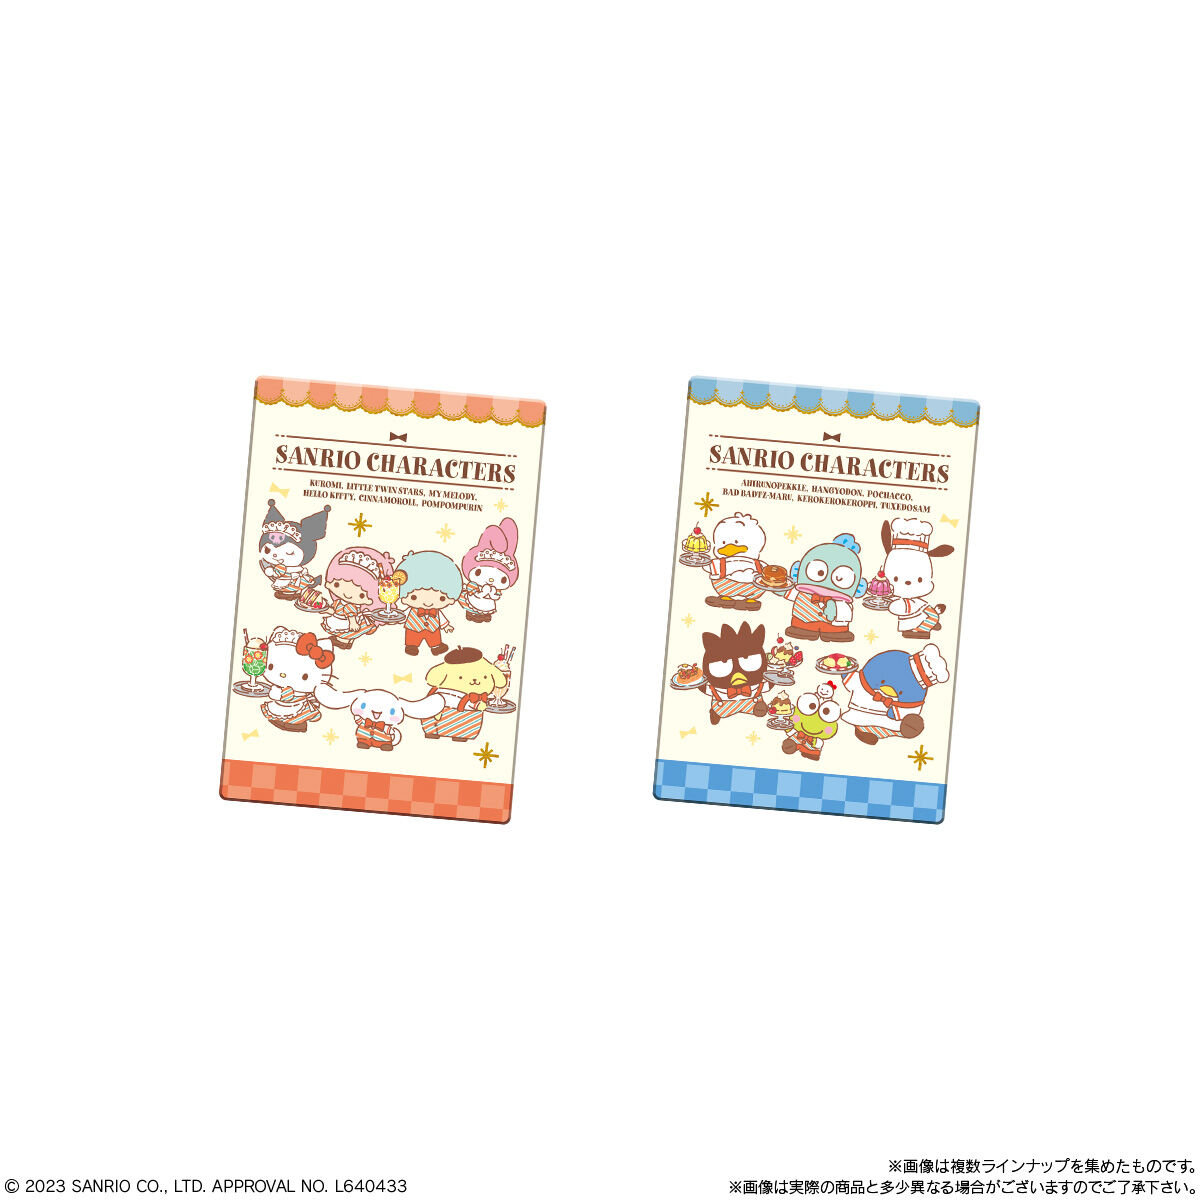 SANRIO CHARACTERS
KUROMI, LITTLE TWIN STARS, MY MELODY,
HELLO KITTY, CINNAMOROLL, POMPOMPURIN
SANRIO CHARACTERS
AHIRUNOPEKKLE, HANGYODON, POCHACCO,
BAD BADTZ-MARU, KEROKEROKEROPPI, TUXEDOSAM
※画像は複数ラインナップを集めたものです。
© 2023 SANRIO CO., LTD. APPROVAL NO. L640433
※画像は実際の商品と多少異なる場合がございますのでご了承下さい。